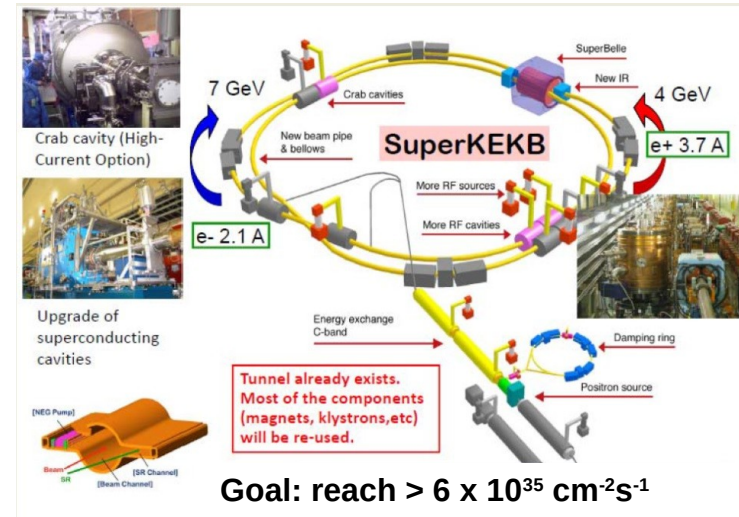 SuperBelle
New IR
7 GeV
4 GeV
Crab cavities
Crab cavity (High-
Current Option)
New beam pipe
& bellows
SuperKEKB
e+ 3.7 A
More RF sources
More RF cavities
e- 2.1 A
Upgrade of
superconducting
cavities
Energy exchange
C-band
Damping ring
Tunnel already exists.
Most of the components
(magnets, klystrons,etc)
will be re-used.
Positron source
[NEG Pump]
Beam
SR
[SR Channel]
[Beam Channel]
Goal: reach > 6 x 10³⁵ cm⁻²s⁻¹